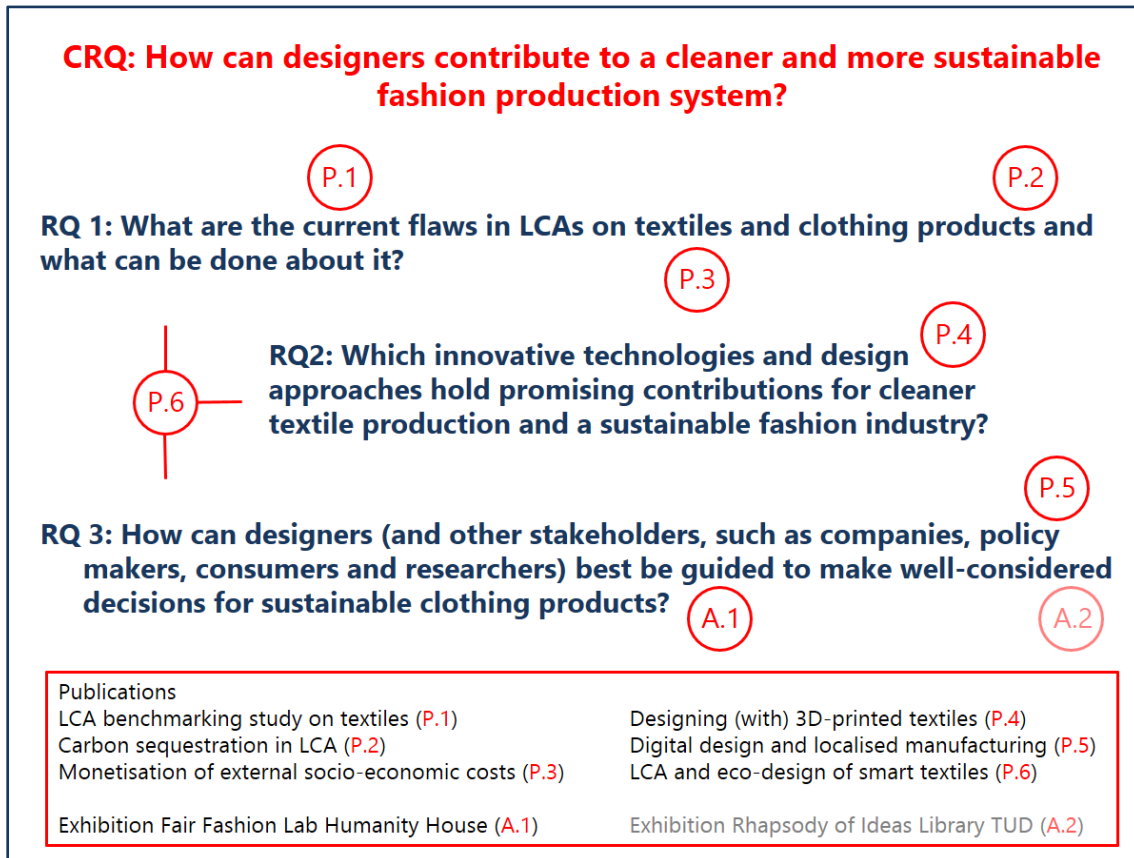 CRQ: How can designers contribute to a cleaner and more sustainable
fashion production system?
P.1
P.2
RQ 1: What are the current flaws in LCAs on textiles and clothing products and
what can be done about it?
P.3
P.4
RQ2: Which innovative technologies and design
approaches hold promising contributions for cleaner
textile production and a sustainable fashion industry?
P.6
P.5
RQ 3: How can designers (and other stakeholders, such as companies, policy
makers, consumers and researchers) best be guided to make well-considered
decisions for sustainable clothing products?
A.1
A.2
Publications
LCA benchmarking study on textiles (P.1)
Carbon sequestration in LCA (P.2)
Monetisation of external socio-economic costs (P.3)
Exhibition Fair Fashion Lab Humanity House (A.1)
Designing (with) 3D-printed textiles (P.4)
Digital design and localised manufacturing (P.5)
LCA and eco-design of smart textiles (P.6)
Exhibition Rhapsody of Ideas Library TUD (A.2)